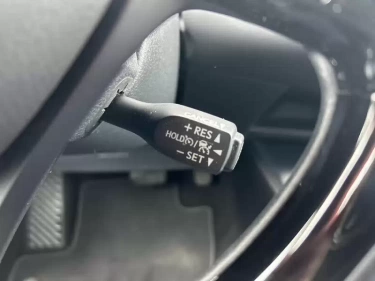 + RES ▲
HOLD
− SET ▼